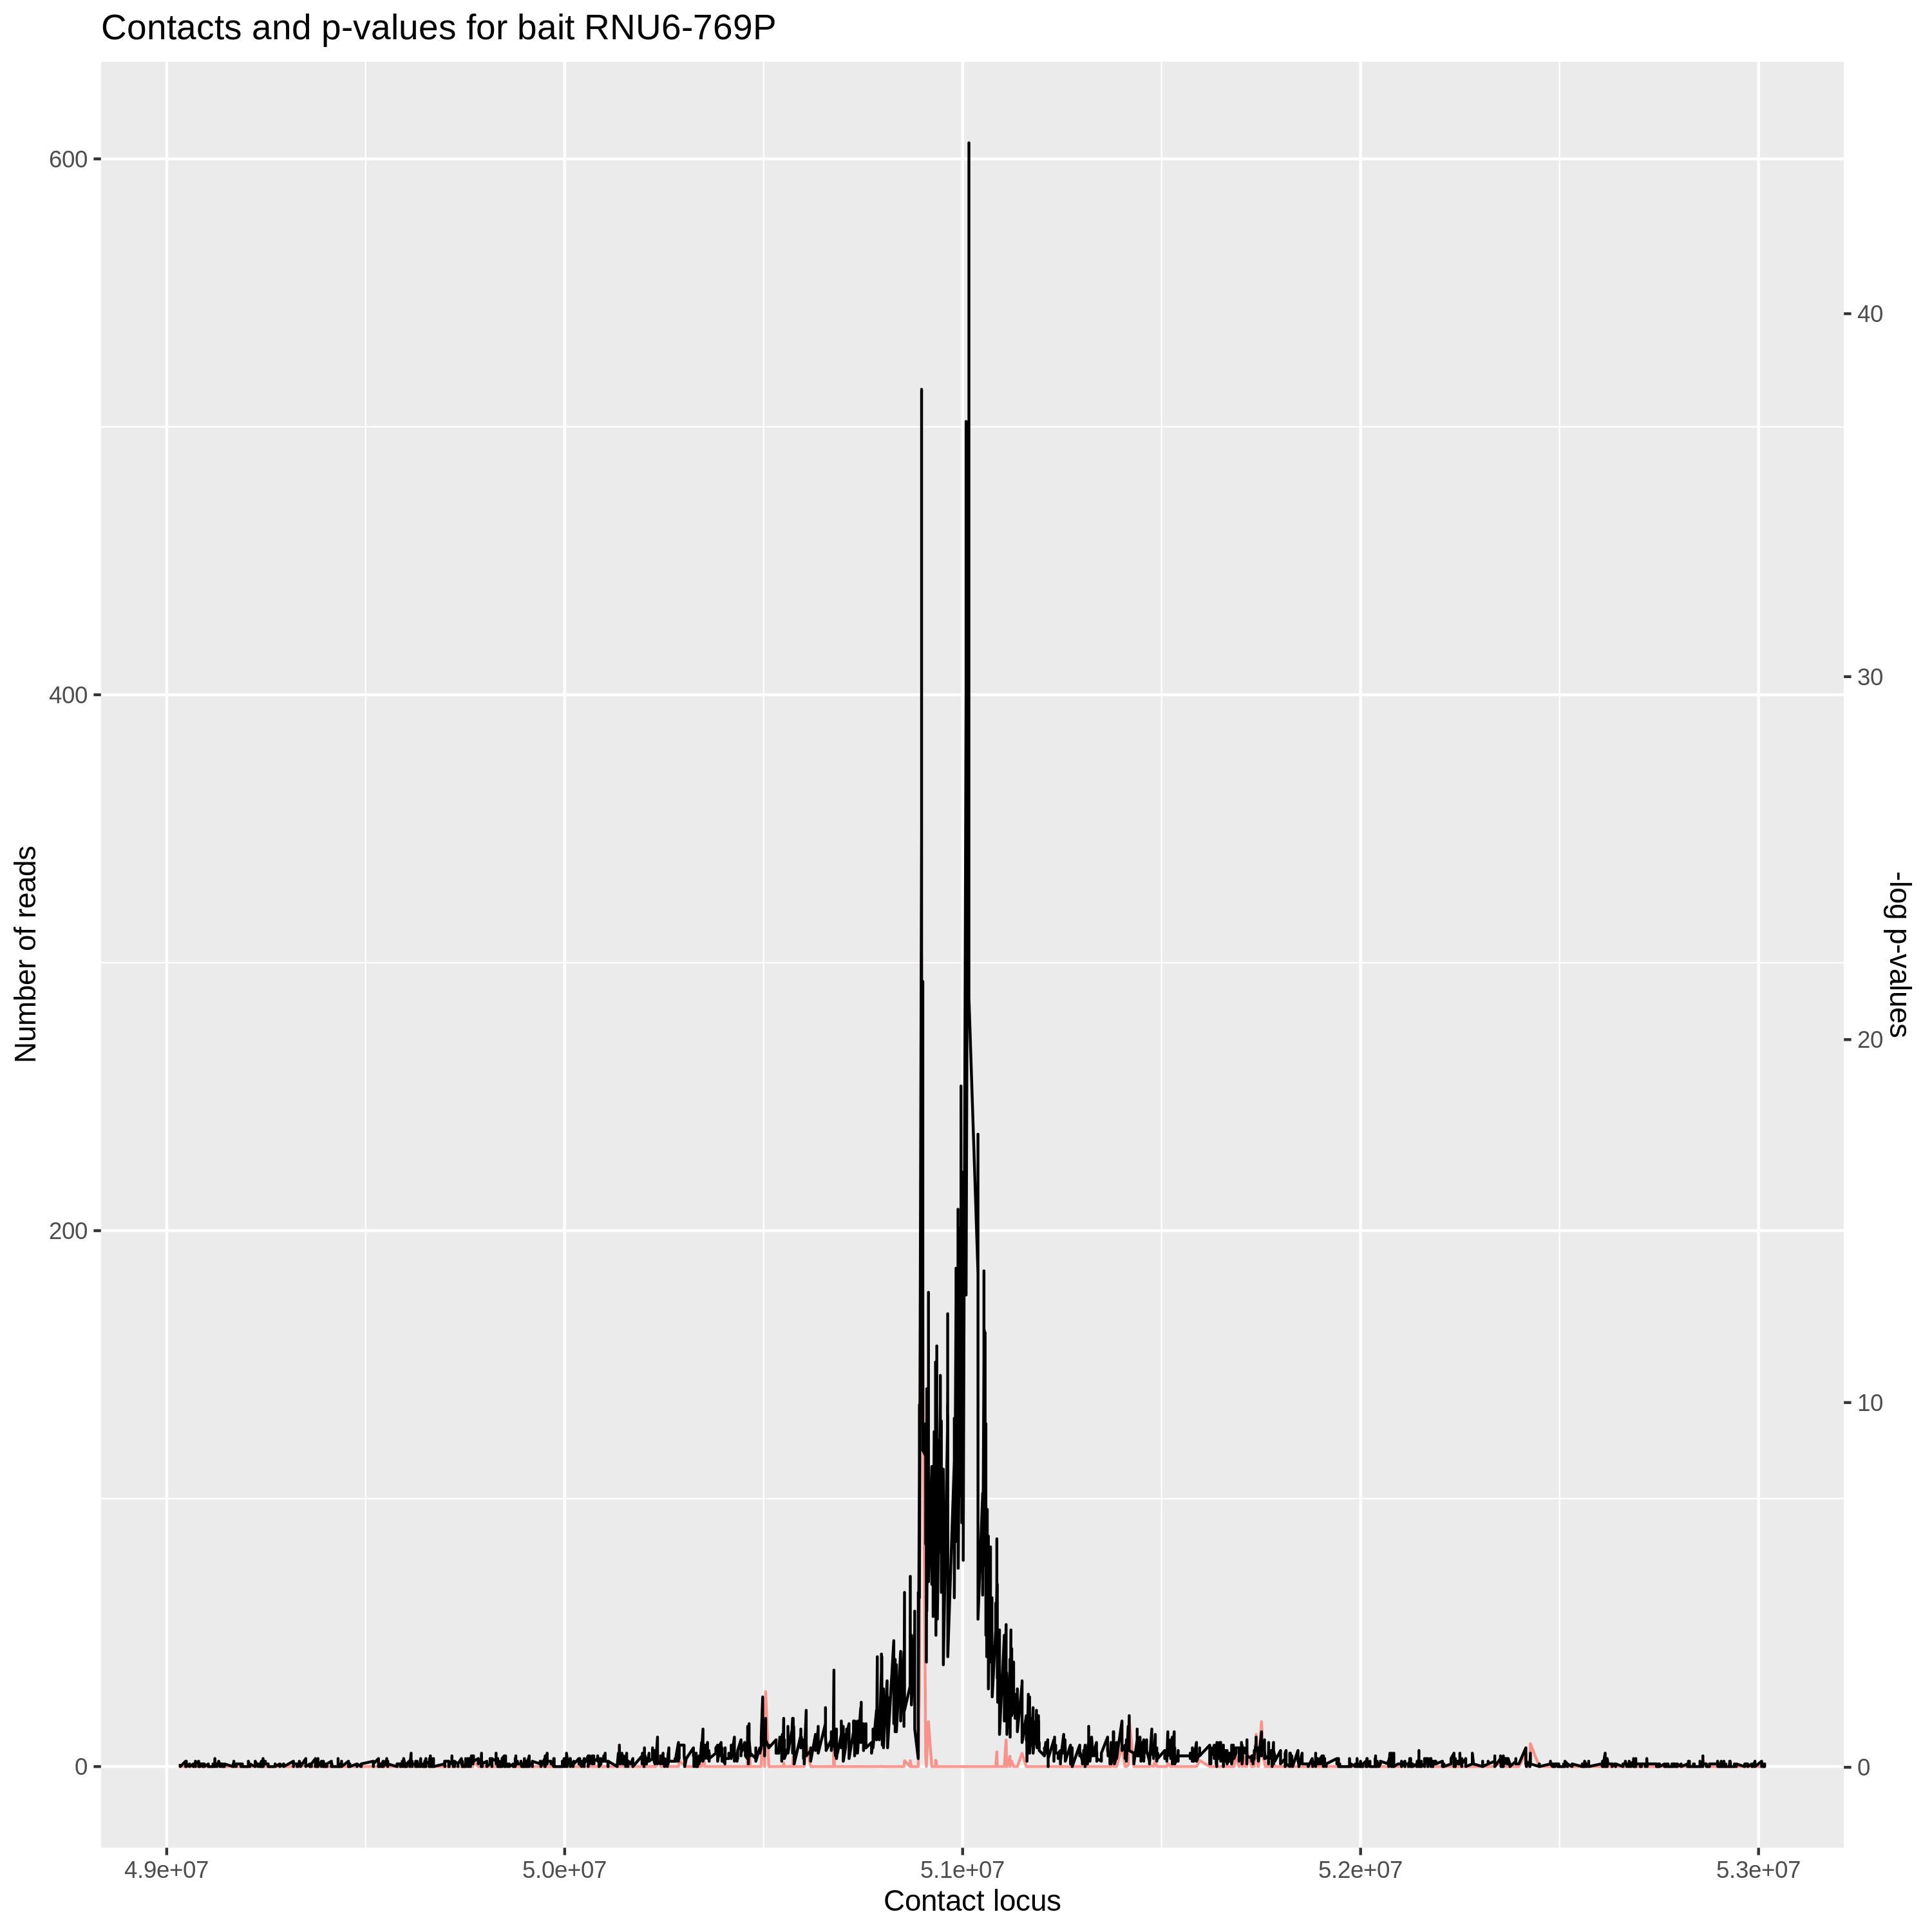 Contacts and p-values for bait RNU6-769P
600
400
200
0
Number of reads
40
30
20
10
0
-log p-values
4.9e+07
5.0e+07
5.1e+07
5.2e+07
5.3e+07
Contact locus